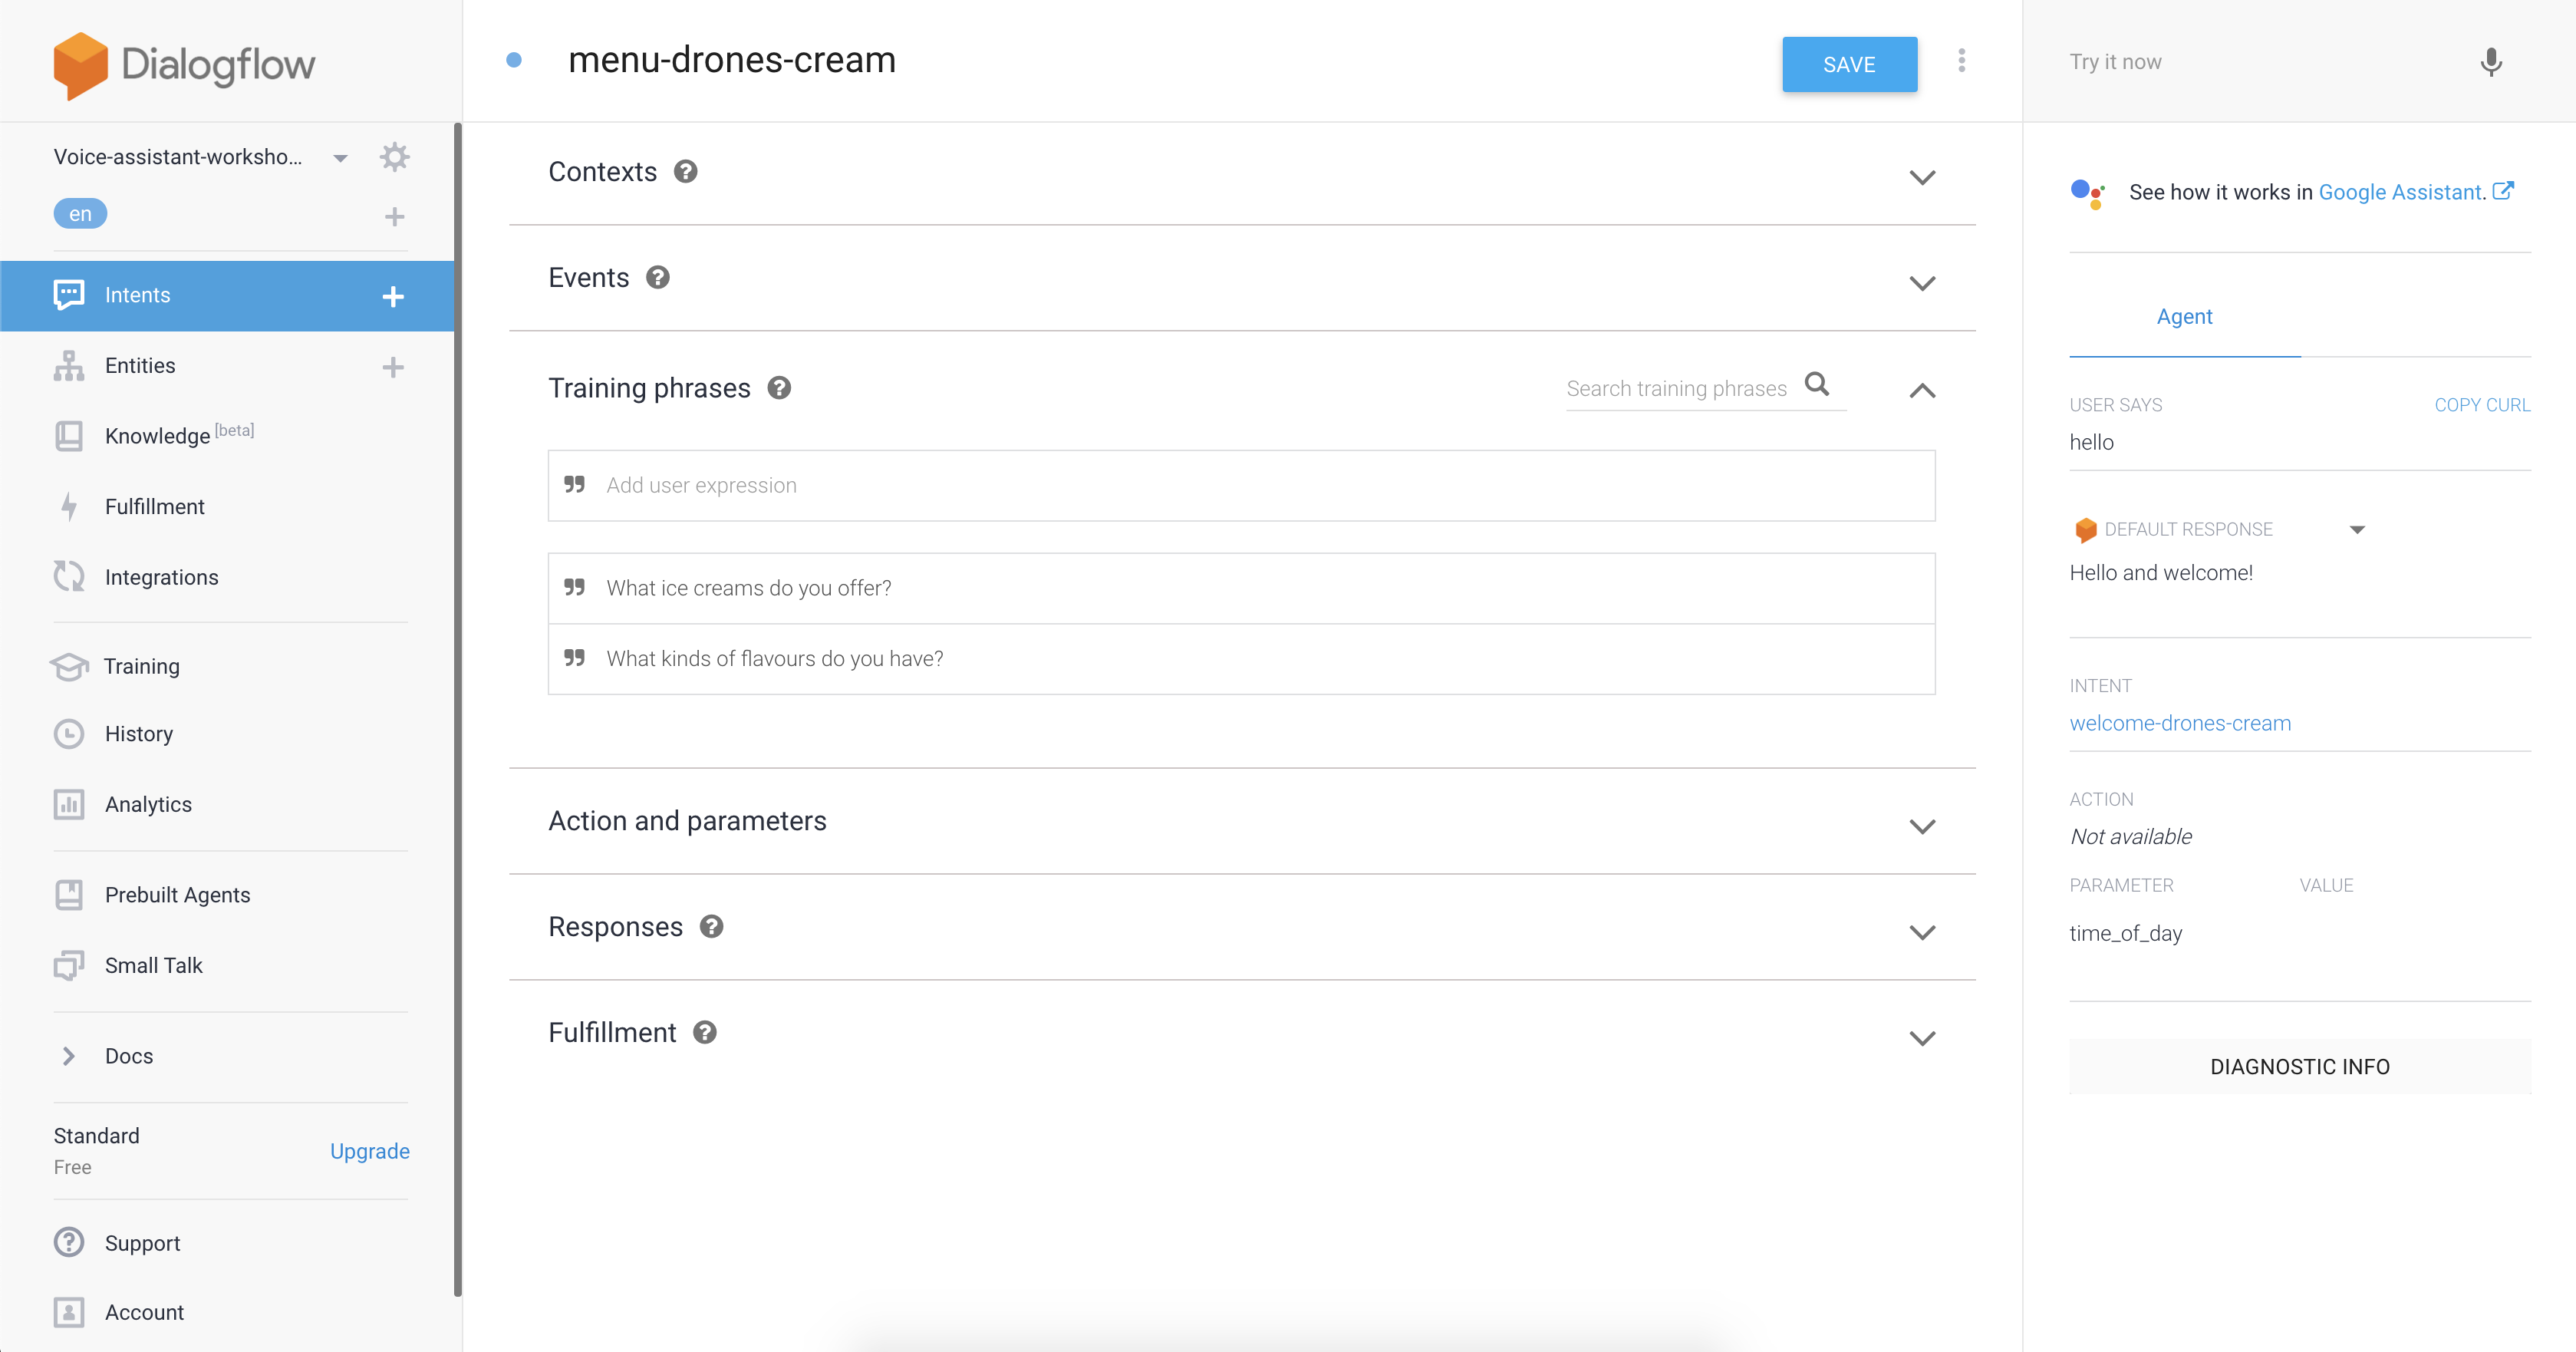 Dialogflow
Voice-assistant-worksho...
en
Intents
Entities
Knowledge [beta]
Fulfillment
Integrations
Training
History
Analytics
Prebuilt Agents
Small Talk
Docs
Standard
Free
Upgrade
Support
Account
menu-drones-cream
SAVE
Contexts
Events
Training phrases
Search training phrases
Add user expression
What ice creams do you offer?
What kinds of flavours do you have?
Action and parameters
Responses
Fulfillment
Try it now
See how it works in Google Assistant.
Agent
USER SAYS COPY CURL
hello
DEFAULT RESPONSE
Hello and welcome!
INTENT
welcome-drones-cream
ACTION
Not available
PARAMETER VALUE
time_of_day
DIAGNOSTIC INFO